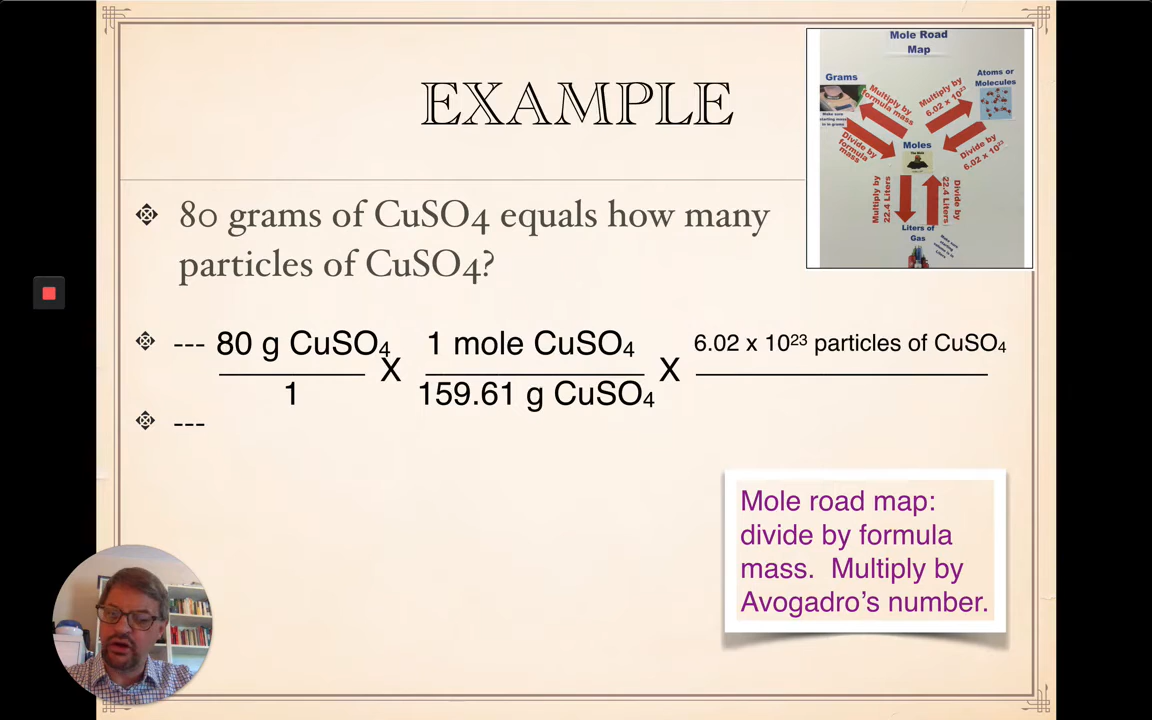 Mole Road
Map
Grams
Atoms or
Molecules
Multiply by
formula mass
Multiply by
6.02 x 10²³
Make sure
Divide by
formula
mass
Divide by
6.02 x 10²³
Moles
Multiply by
22.4 Liters
Divide by
22.4 Liters
Liters of
Gas
EXAMPLE
80 grams of CuSO4 equals how many
particles of CuSO4?
--- 80 g CuSO₄ X 1 mole CuSO₄ X 6.02 x 10²³ particles of CuSO₄
1 159.61 g CuSO₄
---
Mole road map:
divide by formula
mass. Multiply by
Avogadro's number.